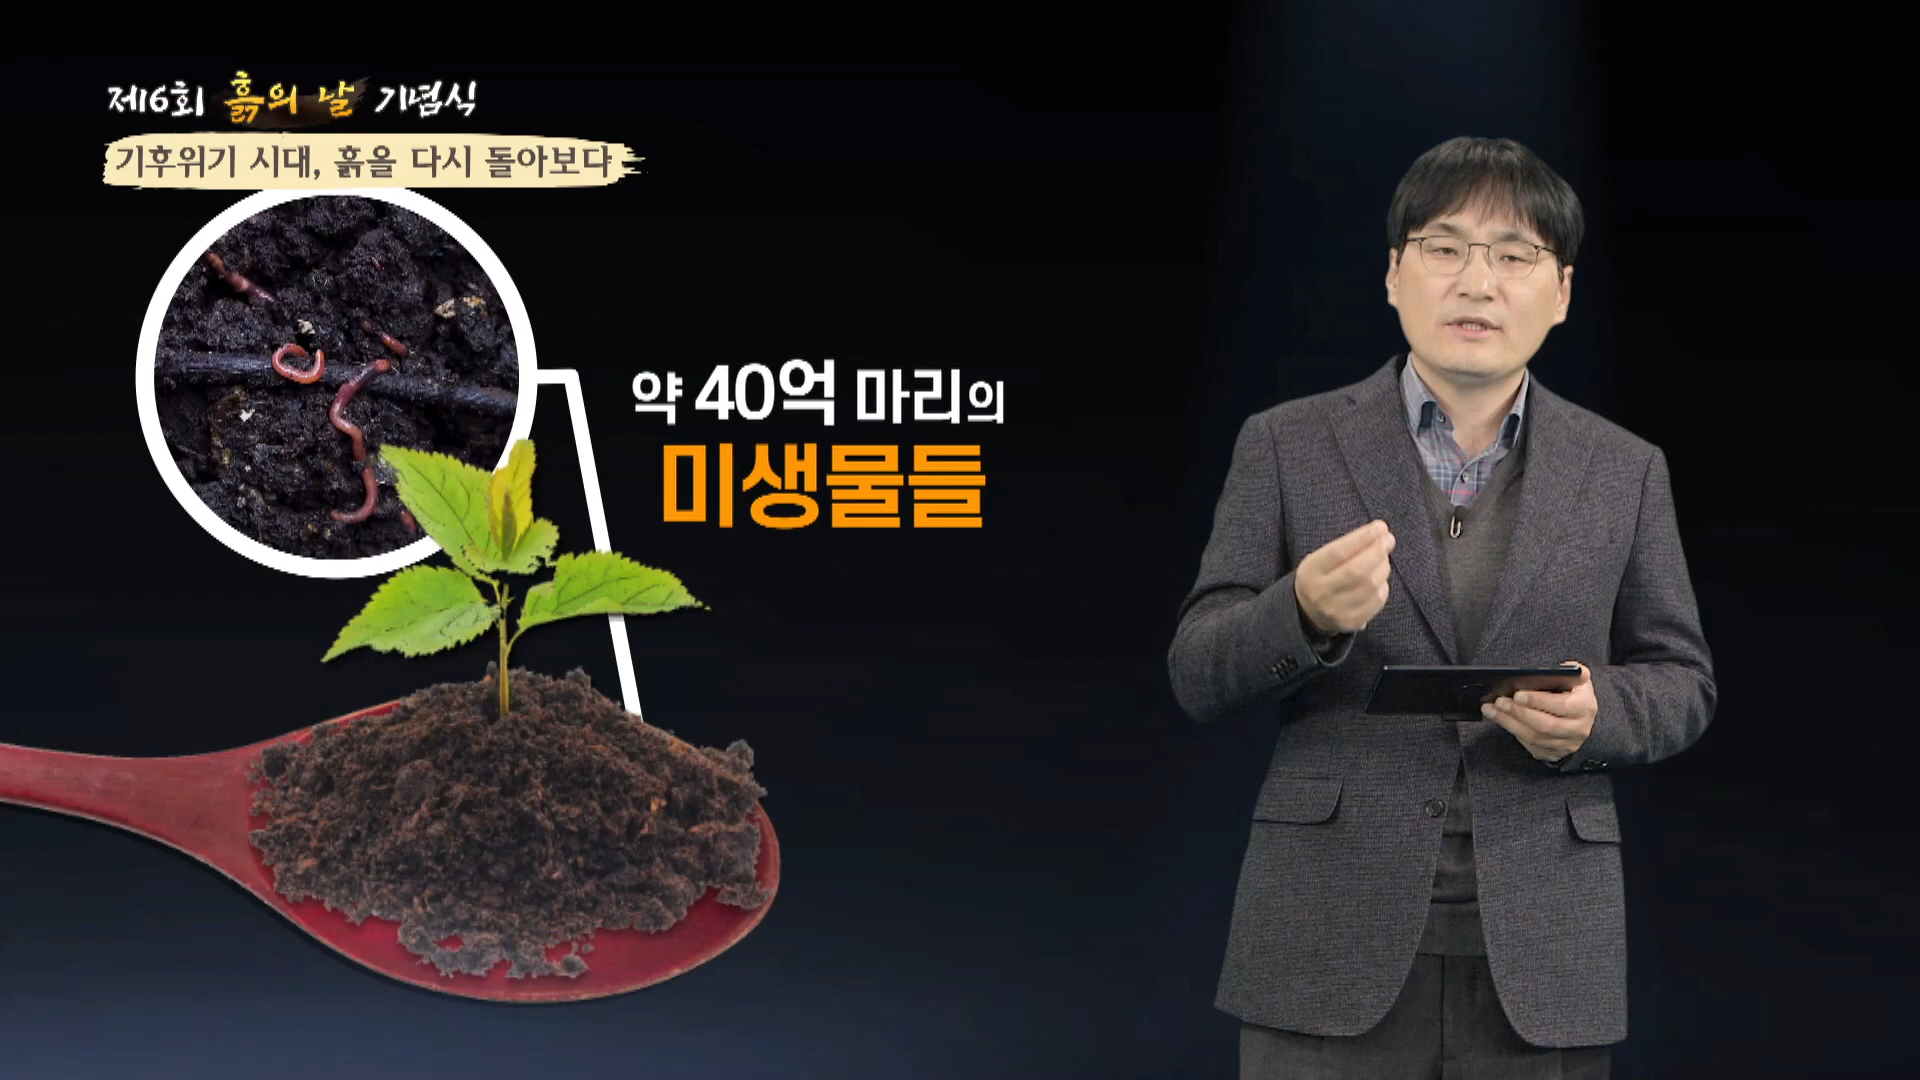 제6회 흙의 날 기념식
기후위기 시대, 흙을 다시 돌아보다
약 40억 마리의
미생물들